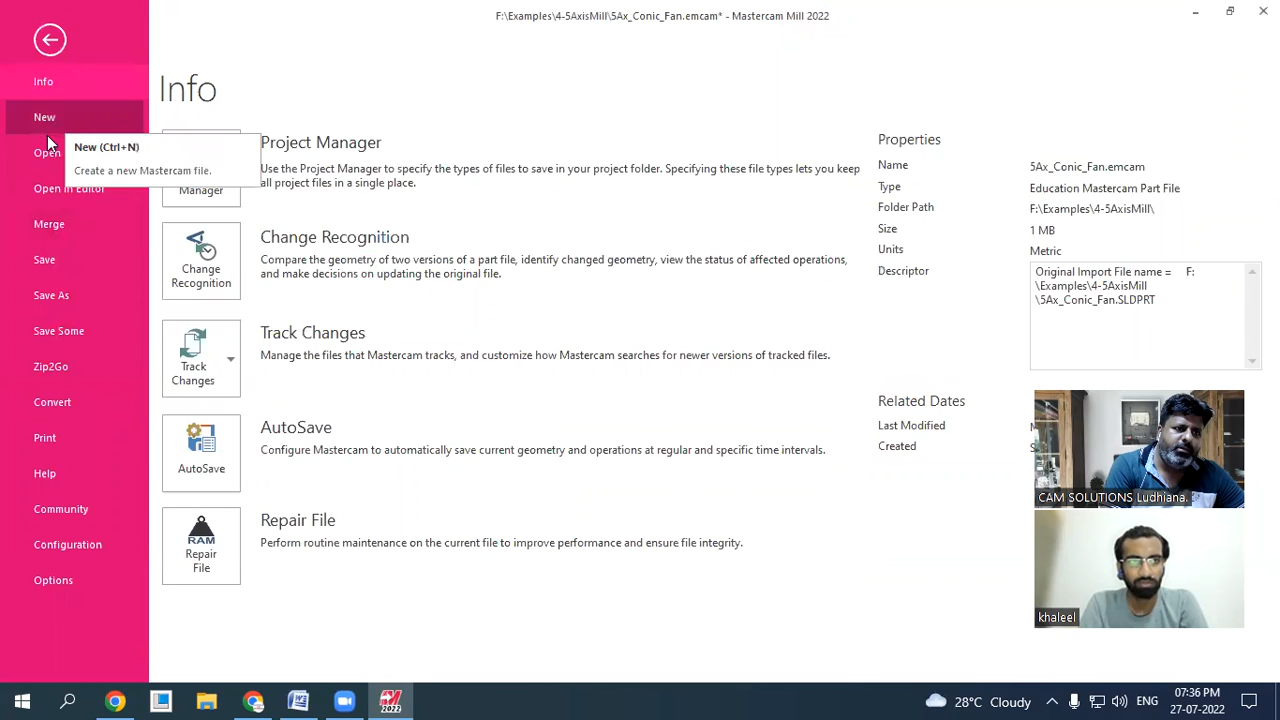 F:\Examples\4-5AxisMill\5Ax_Conic_Fan.emcam* - Mastercam Mill 2022
Info
New
Open
Open in Editor
Merge
Save
Save As
Save Some
Zip2Go
Convert
Print
Help
Community
Configuration
Options
New (Ctrl+N)
Create a new Mastercam file.
Info
Manager
Project Manager
Use the Project Manager to specify the types of files to save in your project folder. Specifying these file types lets you keep
all project files in a single place.
Change
Recognition
Change Recognition
Compare the geometry of two versions of a part file, identify changed geometry, view the status of affected operations,
and make decisions on updating the original file.
Track
Changes
Track Changes
Manage the files that Mastercam tracks, and customize how Mastercam searches for newer versions of tracked files.
AutoSave
AutoSave
Configure Mastercam to automatically save current geometry and operations at regular and specific time intervals.
RAM
Repair
File
Repair File
Perform routine maintenance on the current file to improve performance and ensure file integrity.
Properties
Name 5Ax_Conic_Fan.emcam
Type Education Mastercam Part File
Folder Path F:\Examples\4-5AxisMill\
Size 1 MB
Units Metric
Descriptor Original Import File name = F:
\Examples\4-5AxisMill
\5Ax_Conic_Fan.SLDPRT
Related Dates
Last Modified
Created
CAM SOLUTIONS Ludhiana.
khaleel
2022
28°C Cloudy
ENG
07:36 PM
27-07-2022